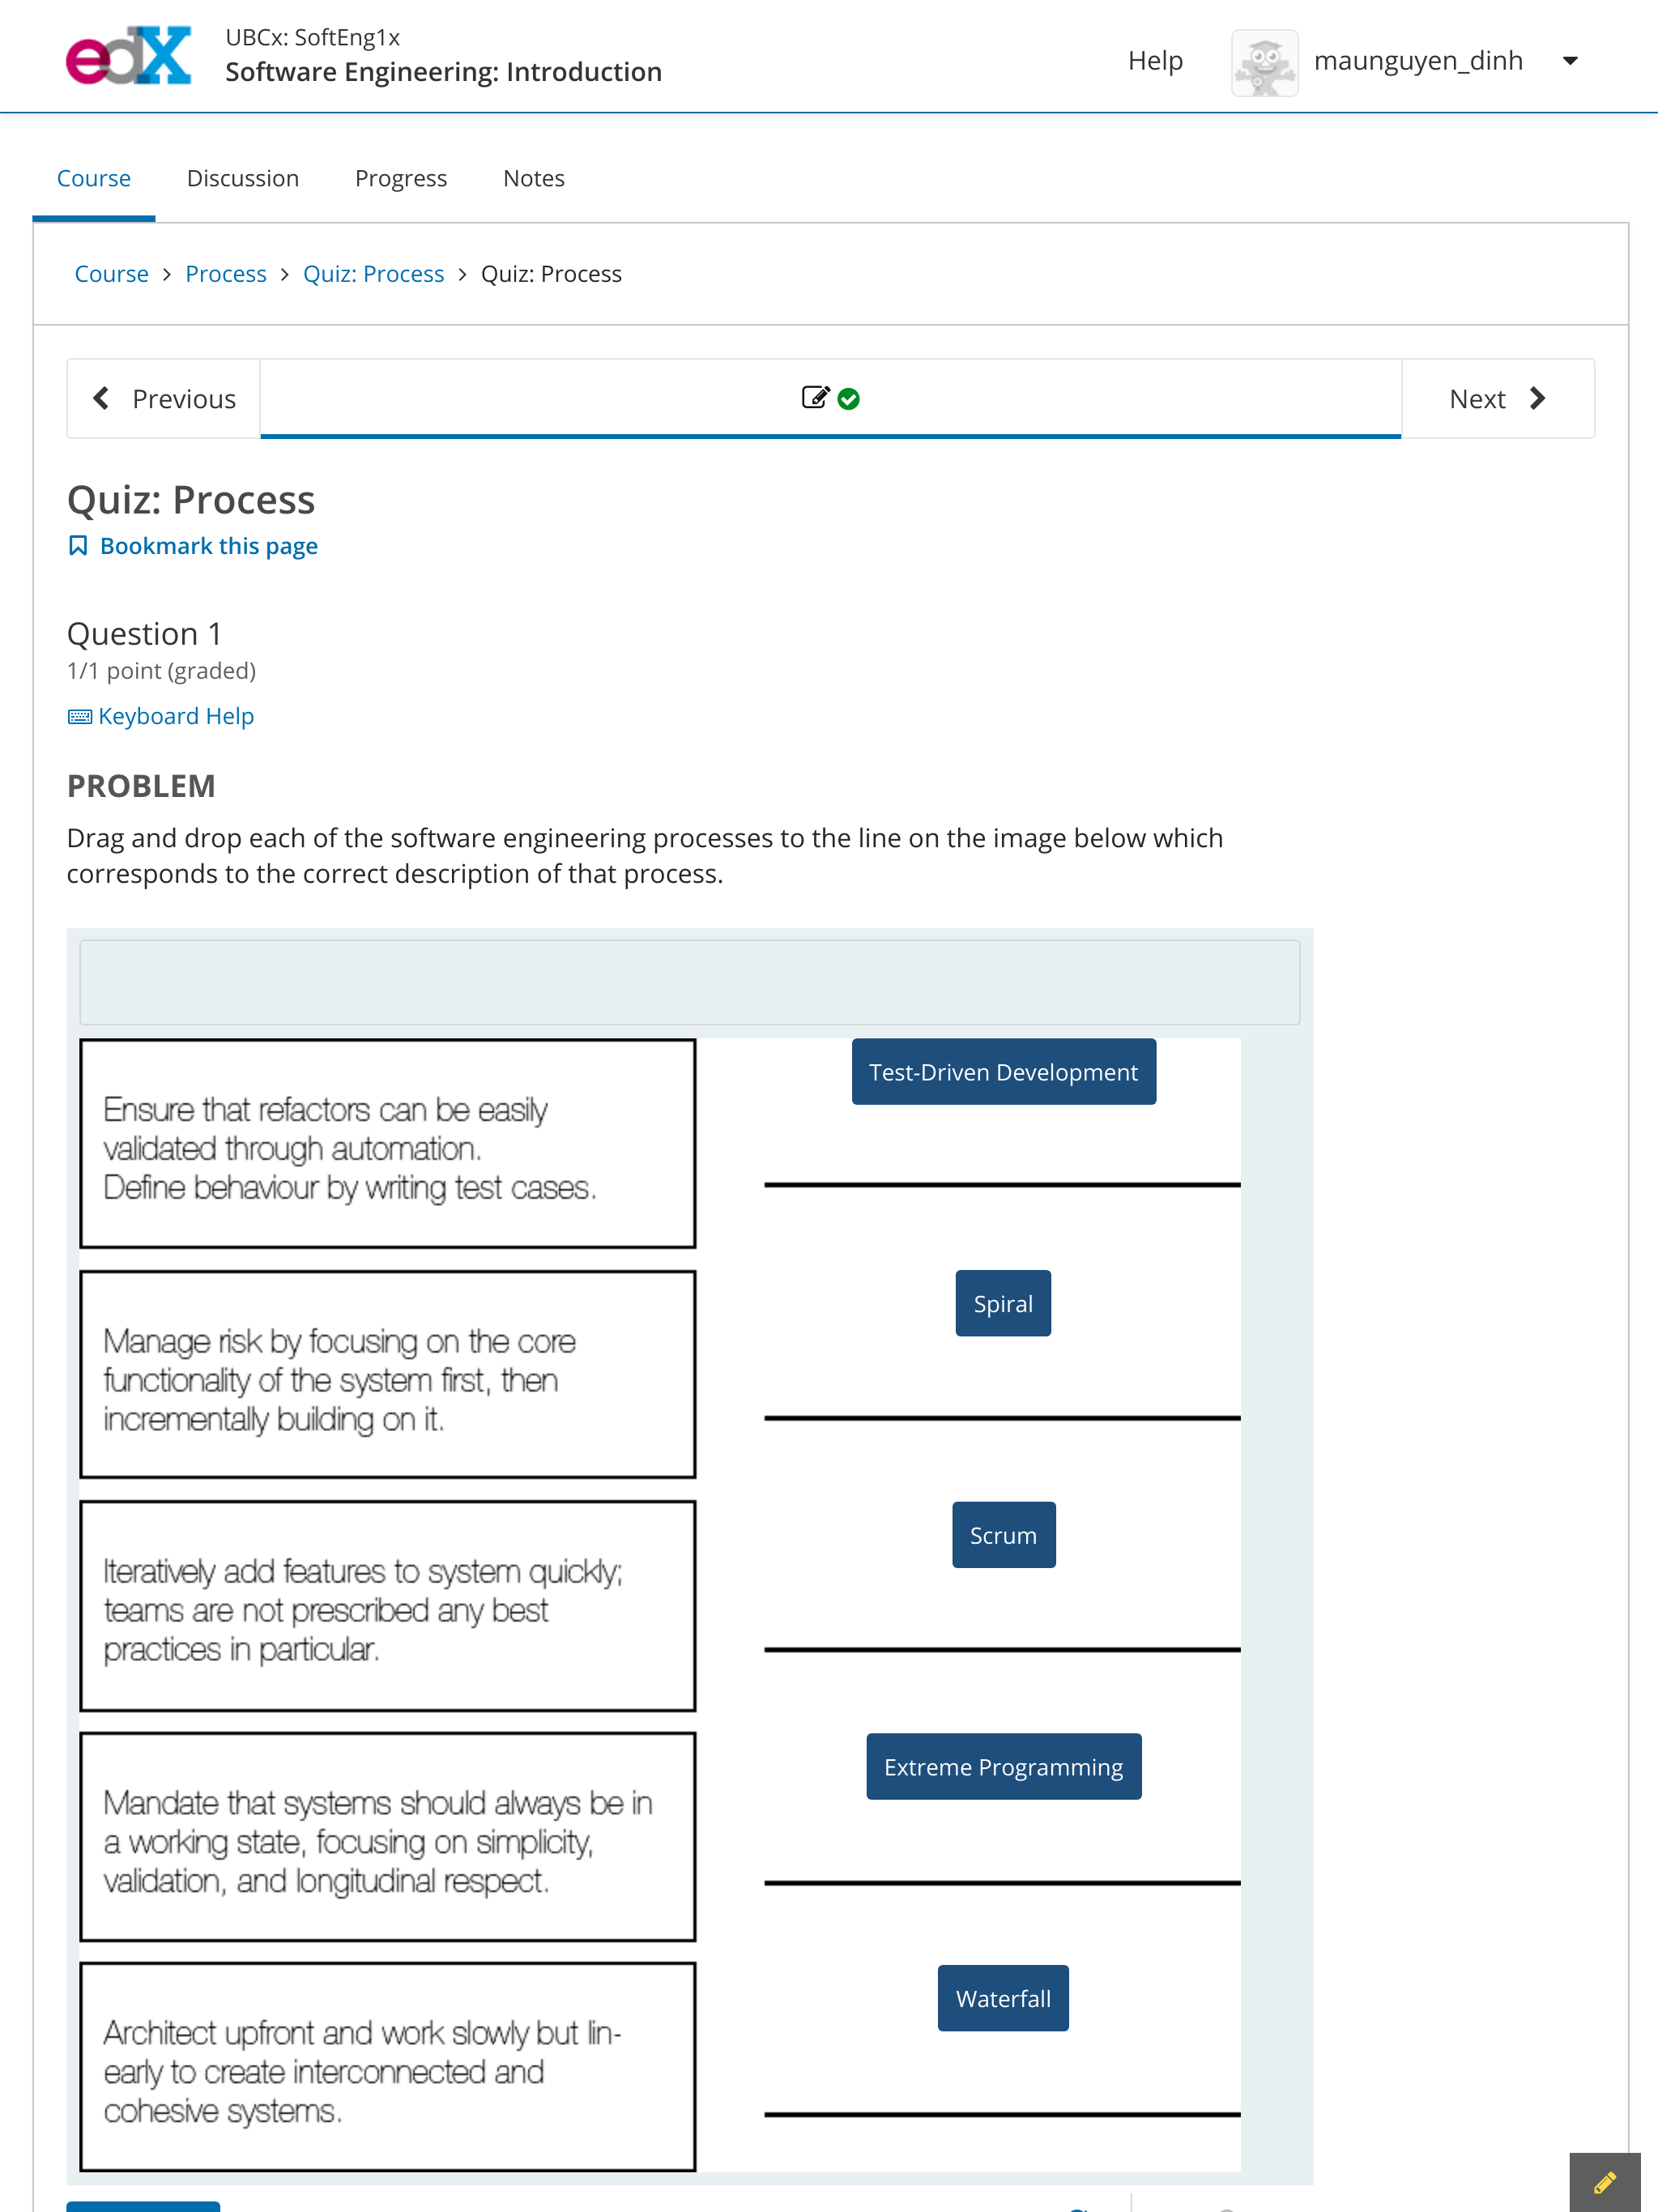 edX
UBCx: SoftEng1x
Software Engineering: Introduction
Help
maunguyen_dinh
Course
Discussion
Progress
Notes
Course > Process > Quiz: Process > Quiz: Process
Previous
Next
Quiz: Process
Bookmark this page
Question 1
1/1 point (graded)
Keyboard Help
PROBLEM
Drag and drop each of the software engineering processes to the line on the image below which
corresponds to the correct description of that process.
Ensure that refactors can be easily
validated through automation.
Define behaviour by writing test cases.
Test-Driven Development
Manage risk by focusing on the core
functionality of the system first, then
incrementally building on it.
Spiral
Iteratively add features to system quickly;
teams are not prescribed any best
practices in particular.
Scrum
Mandate that systems should always be in
a working state, focusing on simplicity,
validation, and longitudinal respect.
Extreme Programming
Architect upfront and work slowly but lin-
early to create interconnected and
cohesive systems.
Waterfall